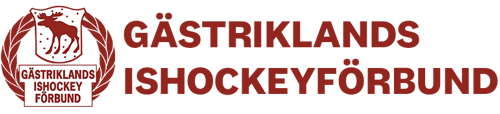 GÄSTRIKLANDS
ISHOCKEY
FÖRBUND
GÄSTRIKLANDS
ISHOCKEYFÖRBUND